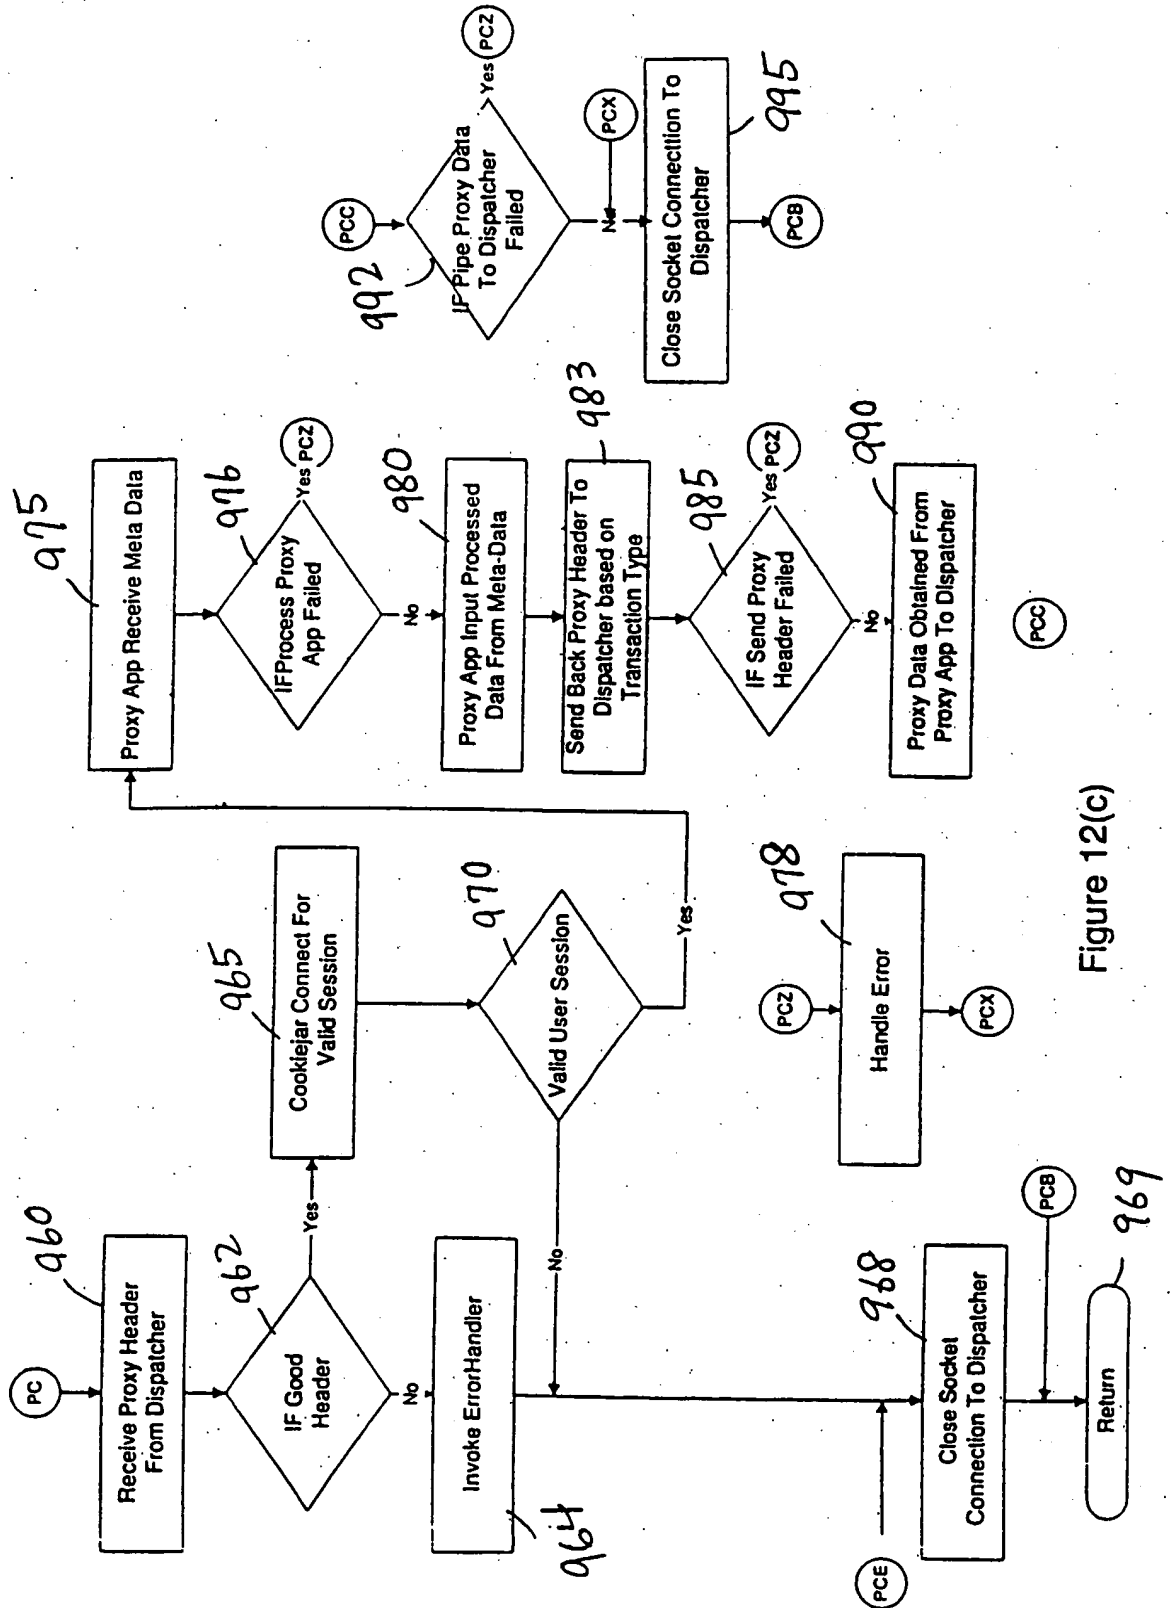 PC
960
Receive Proxy Header
From Dispatcher
962
IF Good
Header
Yes
No
Invoke ErrorHandler
964
965
Cookiejar Connect For
Valid Session
970
Valid User Session
No
Yes
PCE
968
Close Socket
Connection To Dispatcher
PCB
Return
969
PCZ
978
Handle Error
PCX
975
Proxy App Receive Meta Data
976
IFProcess Proxy
App Failed
Yes
PCZ
No
980
Proxy App Input Processed
Data From Meta-Data
983
Send Back Proxy Header To
Dispatcher based on
Transaction Type
985
IF Send Proxy
Header Failed
Yes
PCZ
No
990
Proxy Data Obtained From
Proxy App To Dispatcher
PCC
PCC
992
IF Pipe Proxy Data
To Dispatcher
Failed
Yes
PCZ
No
PCX
Close Socket Connecttion To
Dispatcher
995
PCB
Figure 12(c)